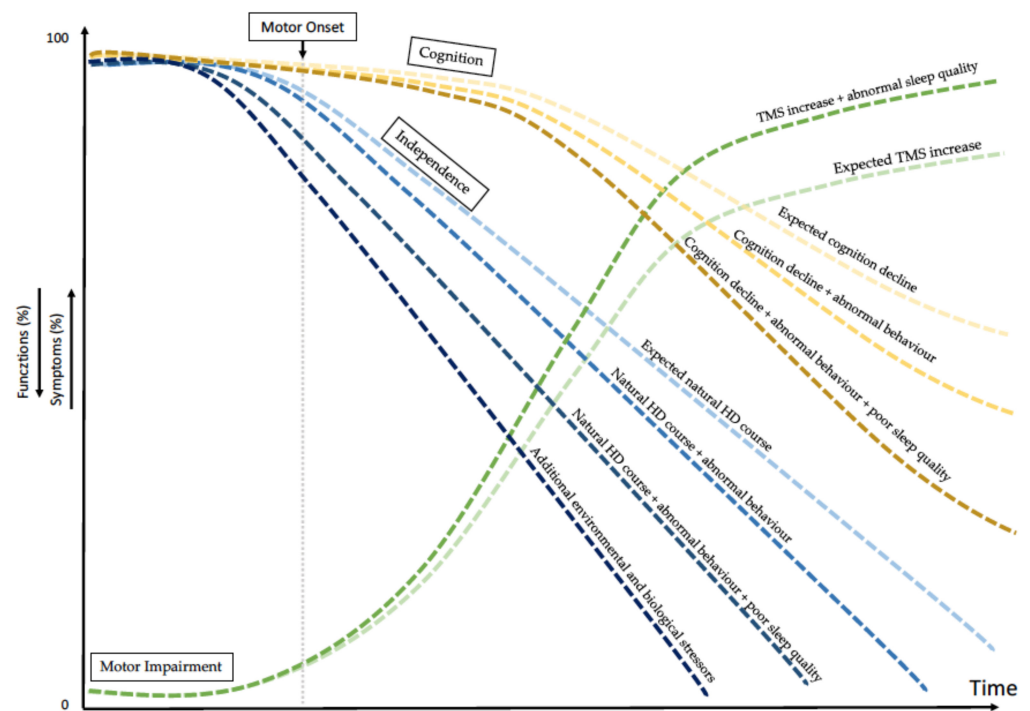 Motor Onset
100
Cognition
TMS increase + abnormal sleep quality
Expected TMS increase
Independence
Expected cognition decline
Cognition decline + abnormal behaviour
Cognition decline + abnormal behaviour + poor sleep quality
Funcztions (%)
Symptoms (%)
Expected natural HD course
Natural HD course + abnormal behaviour
Natural HD course + abnormal behaviour + poor sleep quality
Additional environmental and biological stressors
Motor Impairment
Time
0